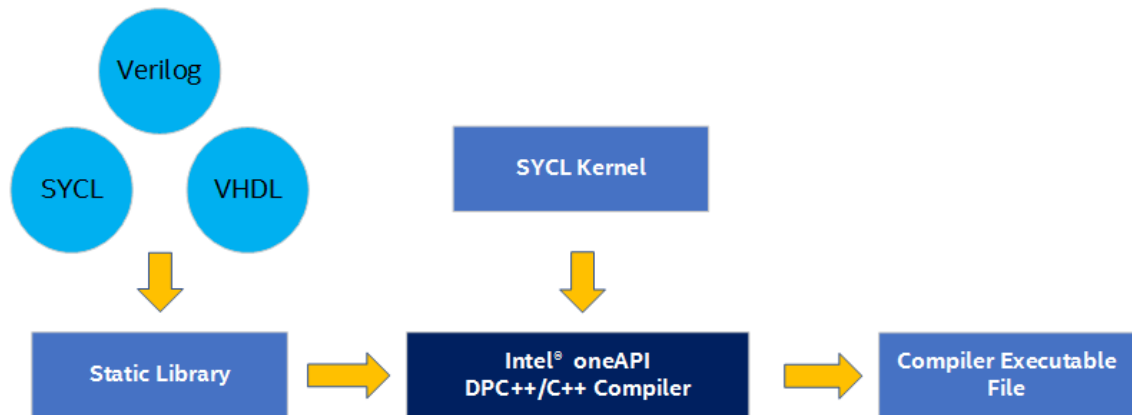 Verilog
SYCL
VHDL
SYCL Kernel
Static Library
Intel® oneAPI
DPC++/C++ Compiler
Compiler Executable
File